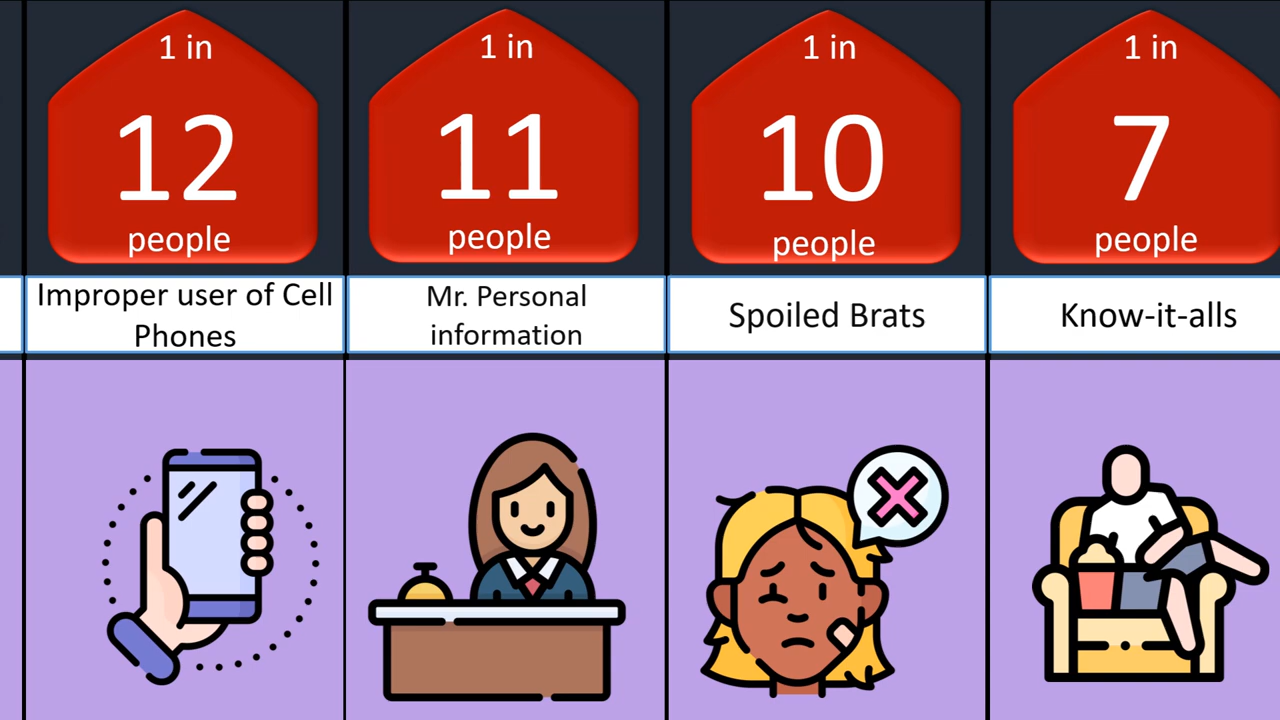 1 in
12
people
Improper user of Cell
Phones
1 in
11
people
Mr. Personal
information
1 in
10
people
Spoiled Brats
1 in
7
people
Know-it-alls